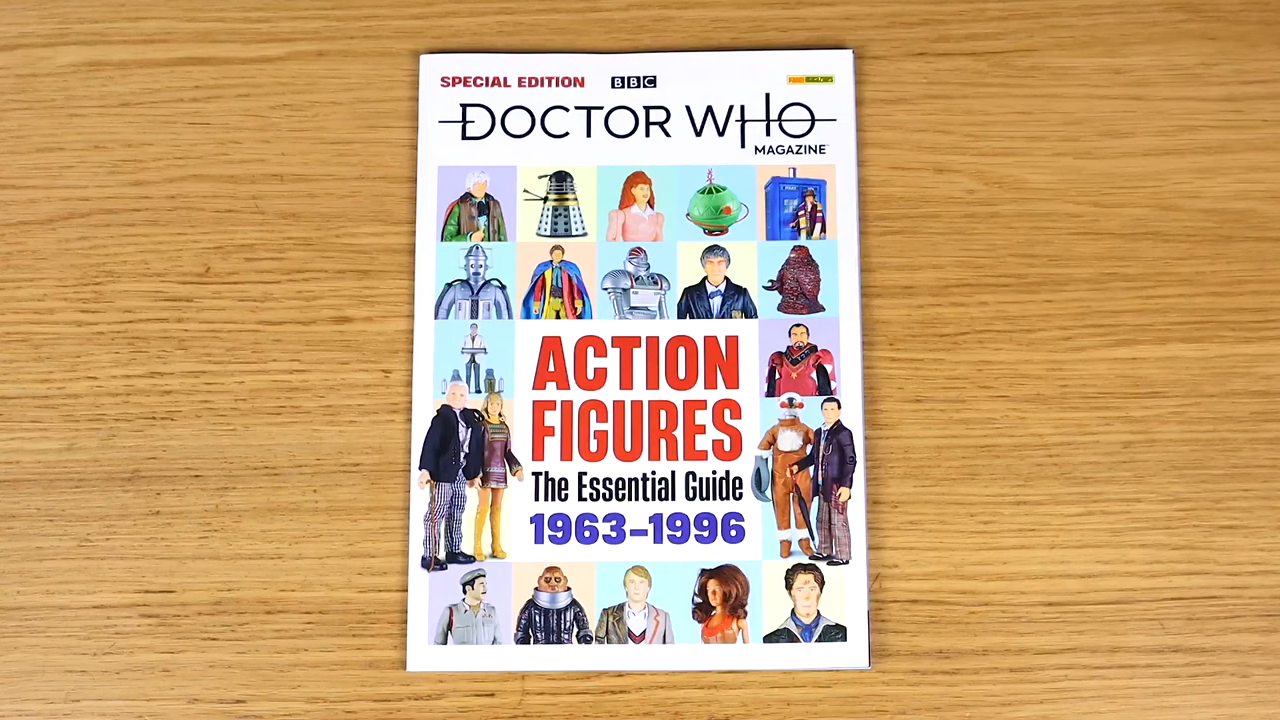 SPECIAL EDITION
BBC
DOCTOR WHO
MAGAZINE
ACTION
FIGURES
The Essential Guide
1963–1996